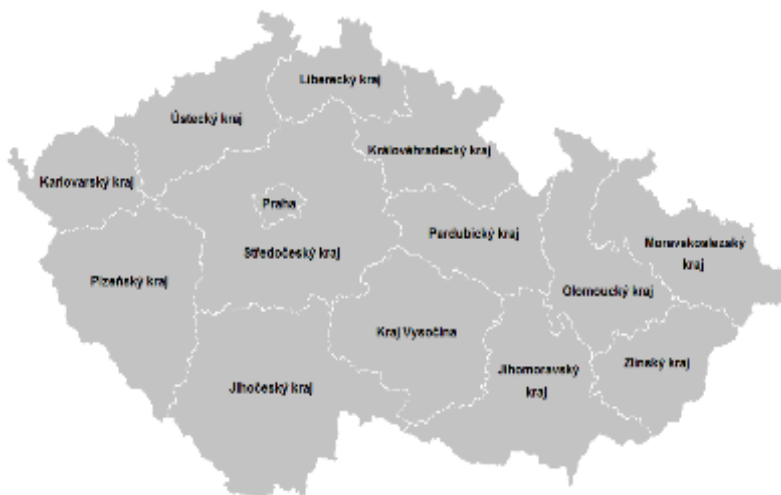 Liberecký kraj
Ústecký kraj
Královéhradecký kraj
Karlovarský kraj
Praha
Pardubický kraj
Středočeský kraj
Moravskoslezský
kraj
Plzeňský kraj
Olomoucký kraj
Kraj Vysočina
Jihomoravský
kraj
Zlínský kraj
Jihočeský kraj